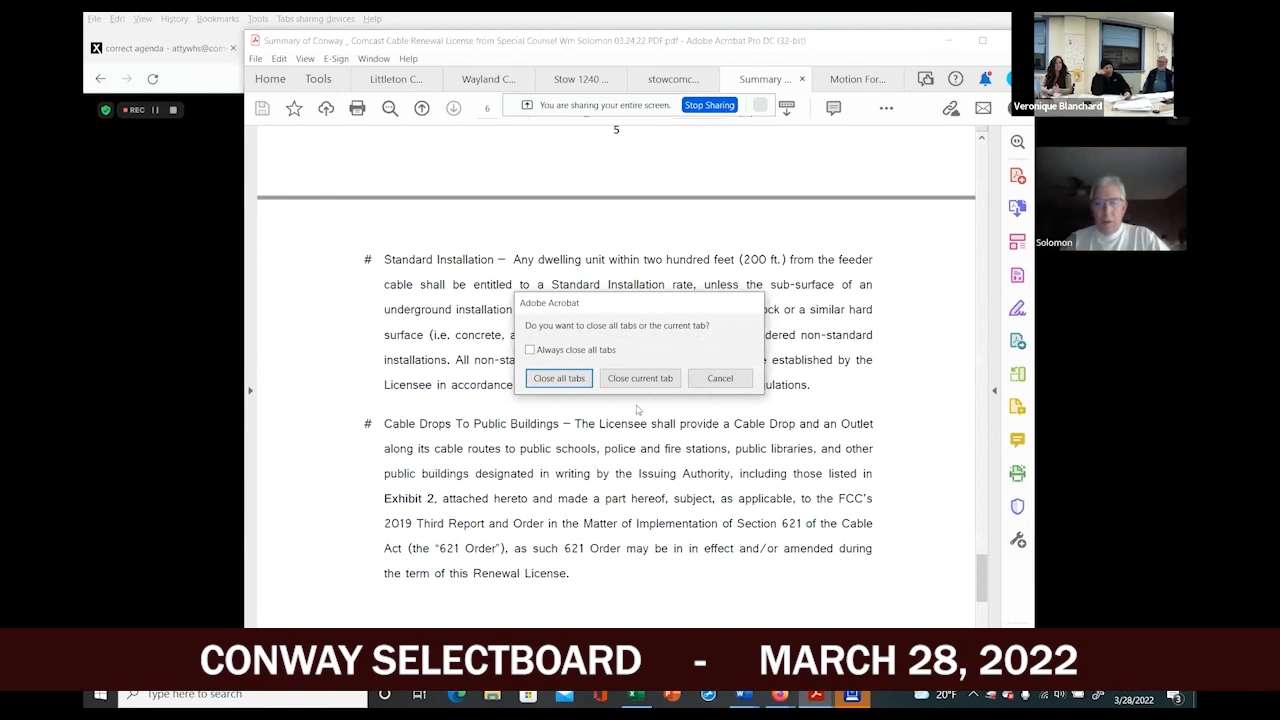 File Edit View History Bookmarks Tools Tabs sharing devices Help
correct agenda - attywhs@com
REC
Summary of Conway _ Comcast Cable Renewal License from Special Counsel Wm Solomon 03.24.22 PDF.pdf - Adobe Acrobat Pro DC (32-bit)
File Edit View E-Sign Window Help
Home Tools Littleton C... Wayland C... Stow 1240 ... stowcomc... Summary ... Motion For...
6 You are sharing your entire screen. Stop Sharing
Veronique Blanchard
Solomon
5
# Standard Installation – Any dwelling unit within two hundred feet (200 ft.) from the feeder
cable shall be entitled to a Standard Installation rate, unless the sub-surface of an
underground installation ock or a similar hard
surface (i.e. concrete, a dered non-standard
installations. All non-sta e established by the
Licensee in accordance gulations.
Adobe Acrobat
Do you want to close all tabs or the current tab?
Always close all tabs
Close all tabs Close current tab Cancel
# Cable Drops To Public Buildings – The Licensee shall provide a Cable Drop and an Outlet
along its cable routes to public schools, police and fire stations, public libraries, and other
public buildings designated in writing by the Issuing Authority, including those listed in
Exhibit 2, attached hereto and made a part hereof, subject, as applicable, to the FCC's
2019 Third Report and Order in the Matter of Implementation of Section 621 of the Cable
Act (the "621 Order"), as such 621 Order may be in in effect and/or amended during
the term of this Renewal License.
CONWAY SELECTBOARD - MARCH 28, 2022
Type here to search
20°F
3/28/2022
3